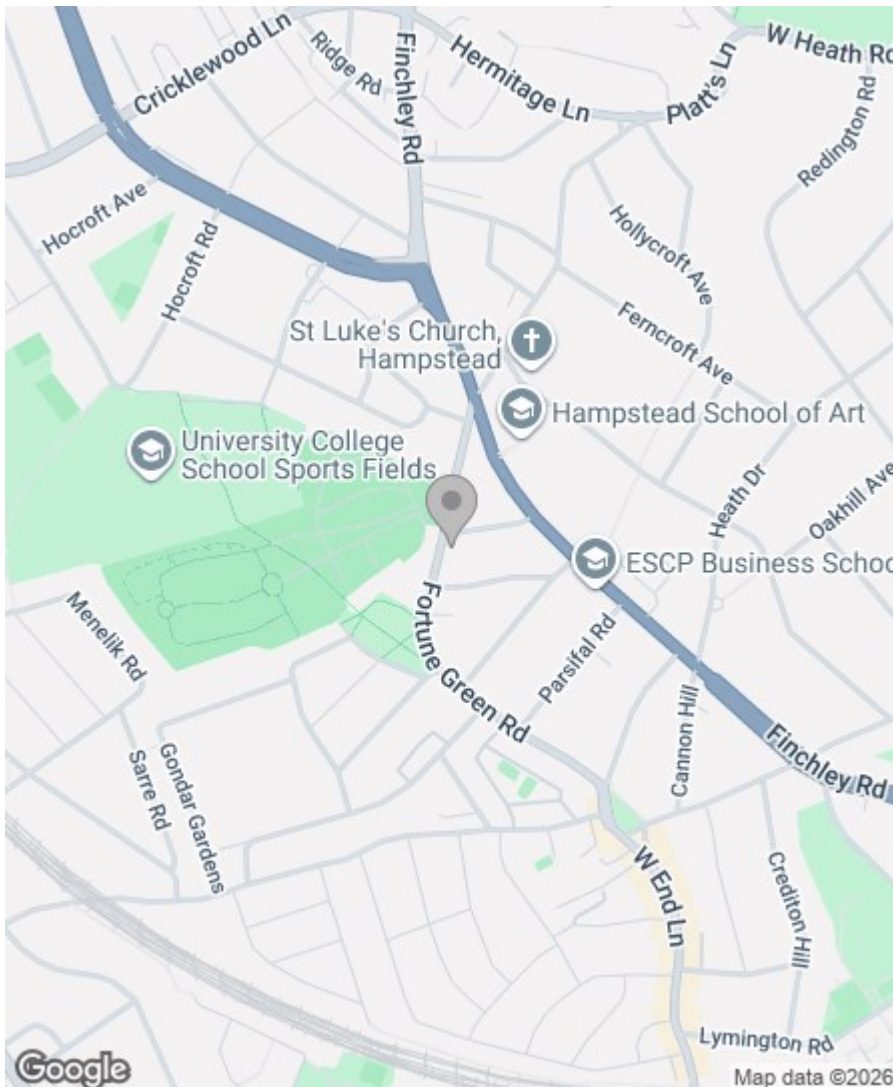 Cricklewood Ln
Ridge Rd
Finchley Rd
Hermitage Ln
Platt's Ln
W Heath Rd
Redington Rd
Hocroft Ave
Hocroft Rd
Hollycroft Ave
Ferncroft Ave
St Luke's Church,
Hampstead
Hampstead School of Art
University College
School Sports Fields
Heath Dr
Oakhill Ave
ESCP Business Schoo
Menelik Rd
Fortune Green Rd
Parsifal Rd
Cannon Hill
Finchley Rd
Sarre Rd
Gondar Gardens
W End Ln
Crediton Hill
Lymington Rd
Google
Map data ©2026